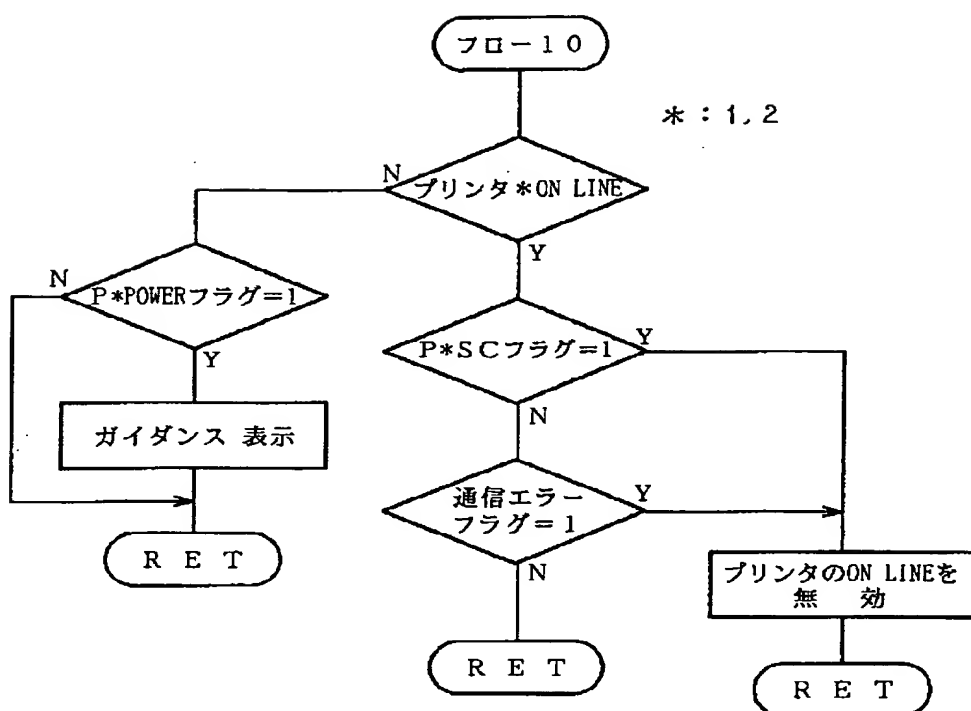 フロー10
*:1,2
N
プリンタ*ON LINE
Y
N
P*POWERフラグ=1
Y
P*SCフラグ=1
Y
N
ガイダンス 表示
通信エラー
フラグ=1
Y
N
RET
プリンタのON LINEを
無 効
RET
RET